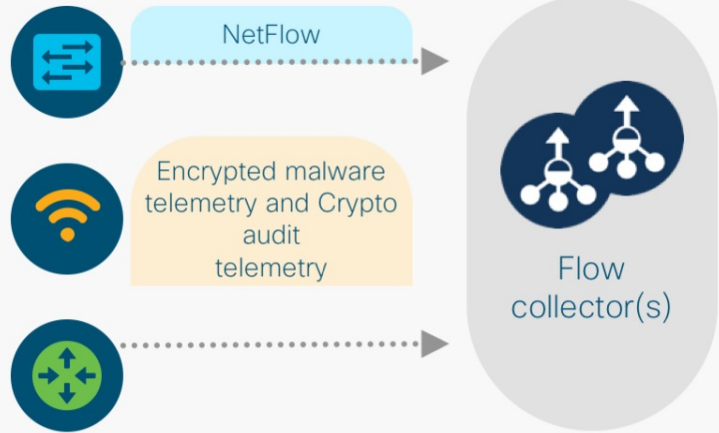 NetFlow
Encrypted malware
telemetry and Crypto
audit
telemetry
Flow
collector(s)